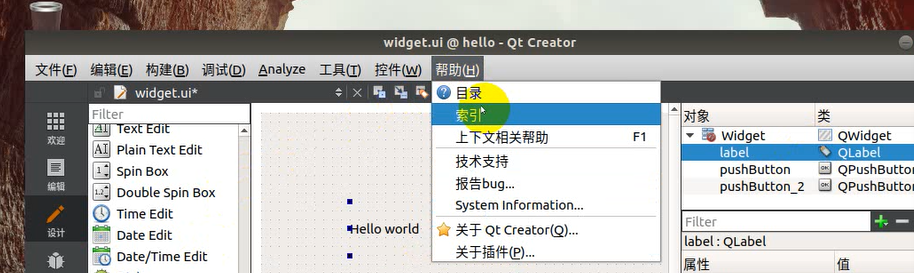 widget.ui @ hello - Qt Creator
文件(F) 编辑(E) 构建(B) 调试(D) Analyze 工具(T) 控件(W) 帮助(H)
widget.ui*
目录
索引
上下文相关帮助 F1
技术支持
报告bug...
System Information...
关于 Qt Creator(Q)...
关于插件(P)...
欢迎
编辑
设计
Filter
Text Edit
Plain Text Edit
Spin Box
Double Spin Box
Time Edit
Date Edit
Date/Time Edit
Hello world
对象 类
Widget QWidget
label QLabel
pushButton QPushButton
pushButton_2 QPushButton
Filter
label : QLabel
属性 值